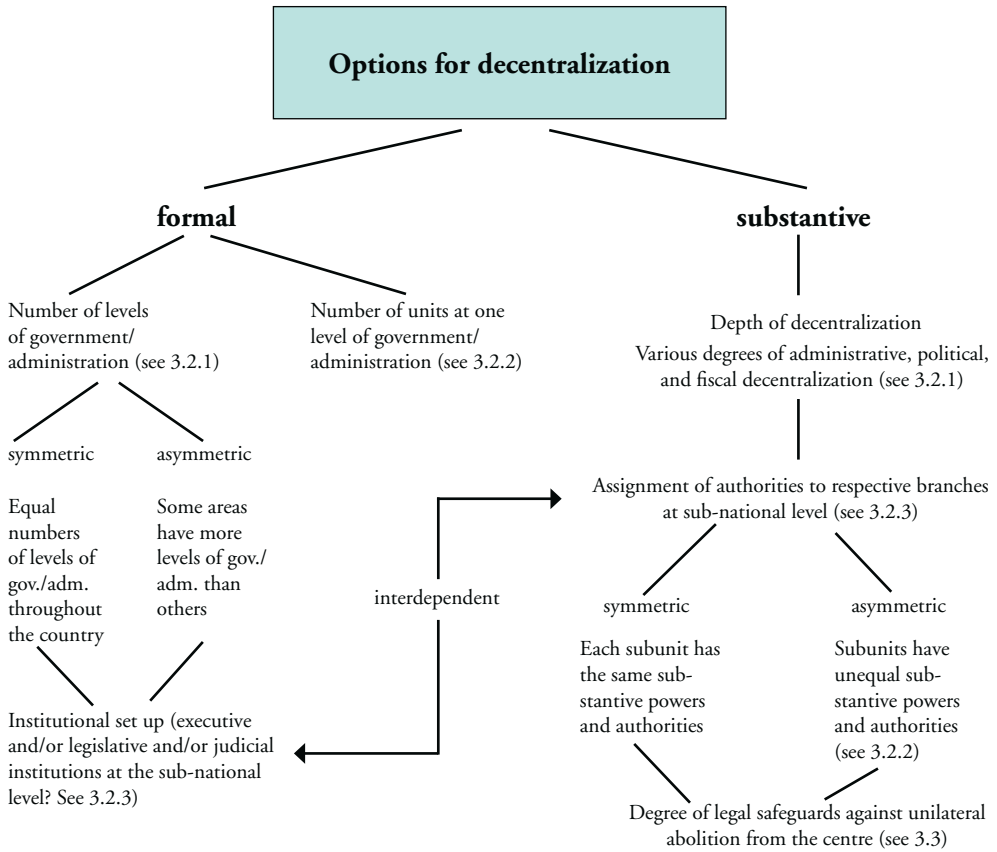 Options for decentralization
formal
substantive
Number of levels
of government/
administration (see 3.2.1)
Number of units at one
level of government/
administration (see 3.2.2)
Depth of decentralization
Various degrees of administrative, political,
and fiscal decentralization (see 3.2.1)
symmetric
asymmetric
Equal
numbers
of levels of
gov./adm.
throughout
the country
Some areas
have more
levels of gov./
adm. than
others
Assignment of authorities to respective branches
at sub-national level (see 3.2.3)
interdependent
symmetric
asymmetric
Each subunit has
the same sub-
stantive powers
and authorities
Subunits have
unequal sub-
stantive powers
and authorities
(see 3.2.2)
Institutional set up (executive
and/or legislative and/or judicial
institutions at the sub-national
level? See 3.2.3)
Degree of legal safeguards against unilateral
abolition from the centre (see 3.3)